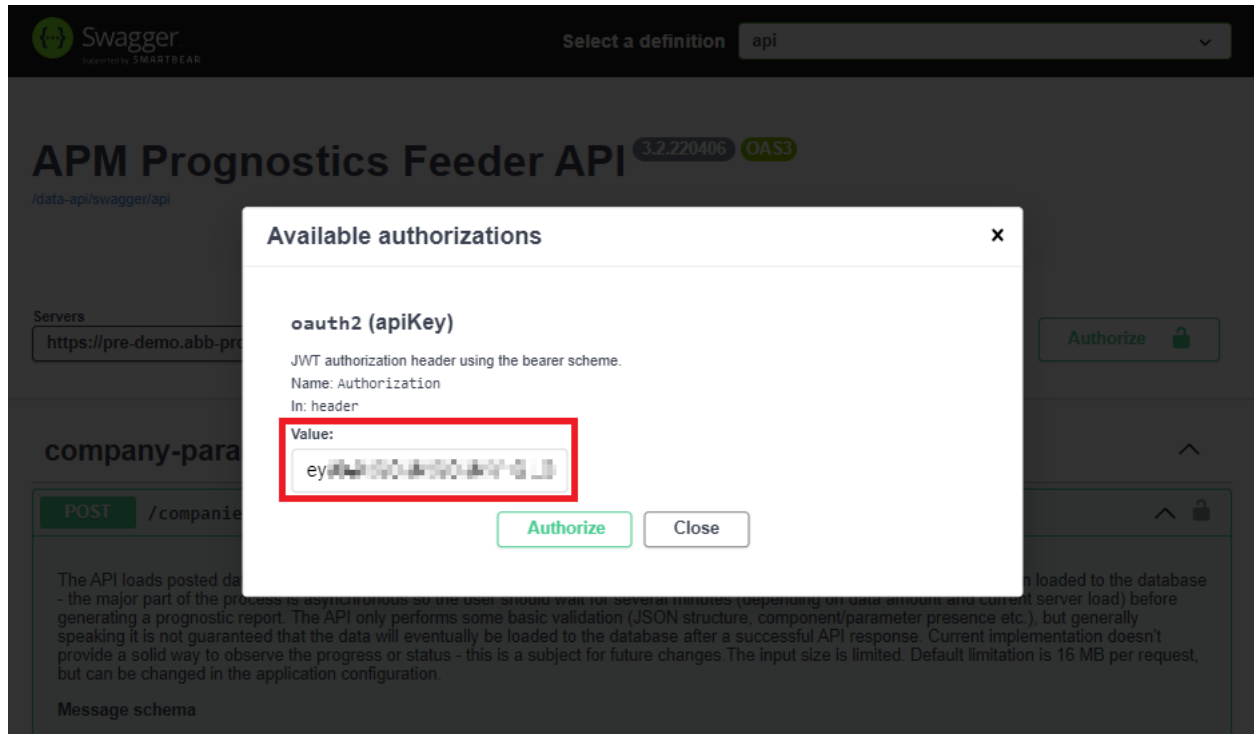 Swagger
Supported by SMARTBEAR
Select a definition
api
APM Prognostics Feeder API
3.2.220406
OAS3
/data-api/swagger/api
Available authorizations
x
oauth2 (apiKey)
JWT authorization header using the bearer scheme.
Name: Authorization
In: header
Value:
ey
Authorize
Close
Servers
https://pre-demo.abb-pro
Authorize
company-para
POST
/companie
The API loads posted da
n loaded to the database
- the major part of the process is asynchronous so the user should wait for several minutes (depending on data amount and current server load) before
generating a prognostic report. The API only performs some basic validation (JSON structure, component/parameter presence etc.), but generally
speaking it is not guaranteed that the data will eventually be loaded to the database after a successful API response. Current implementation doesn't
provide a solid way to observe the progress or status - this is a subject for future changes.The input size is limited. Default limitation is 16 MB per request,
but can be changed in the application configuration.
Message schema